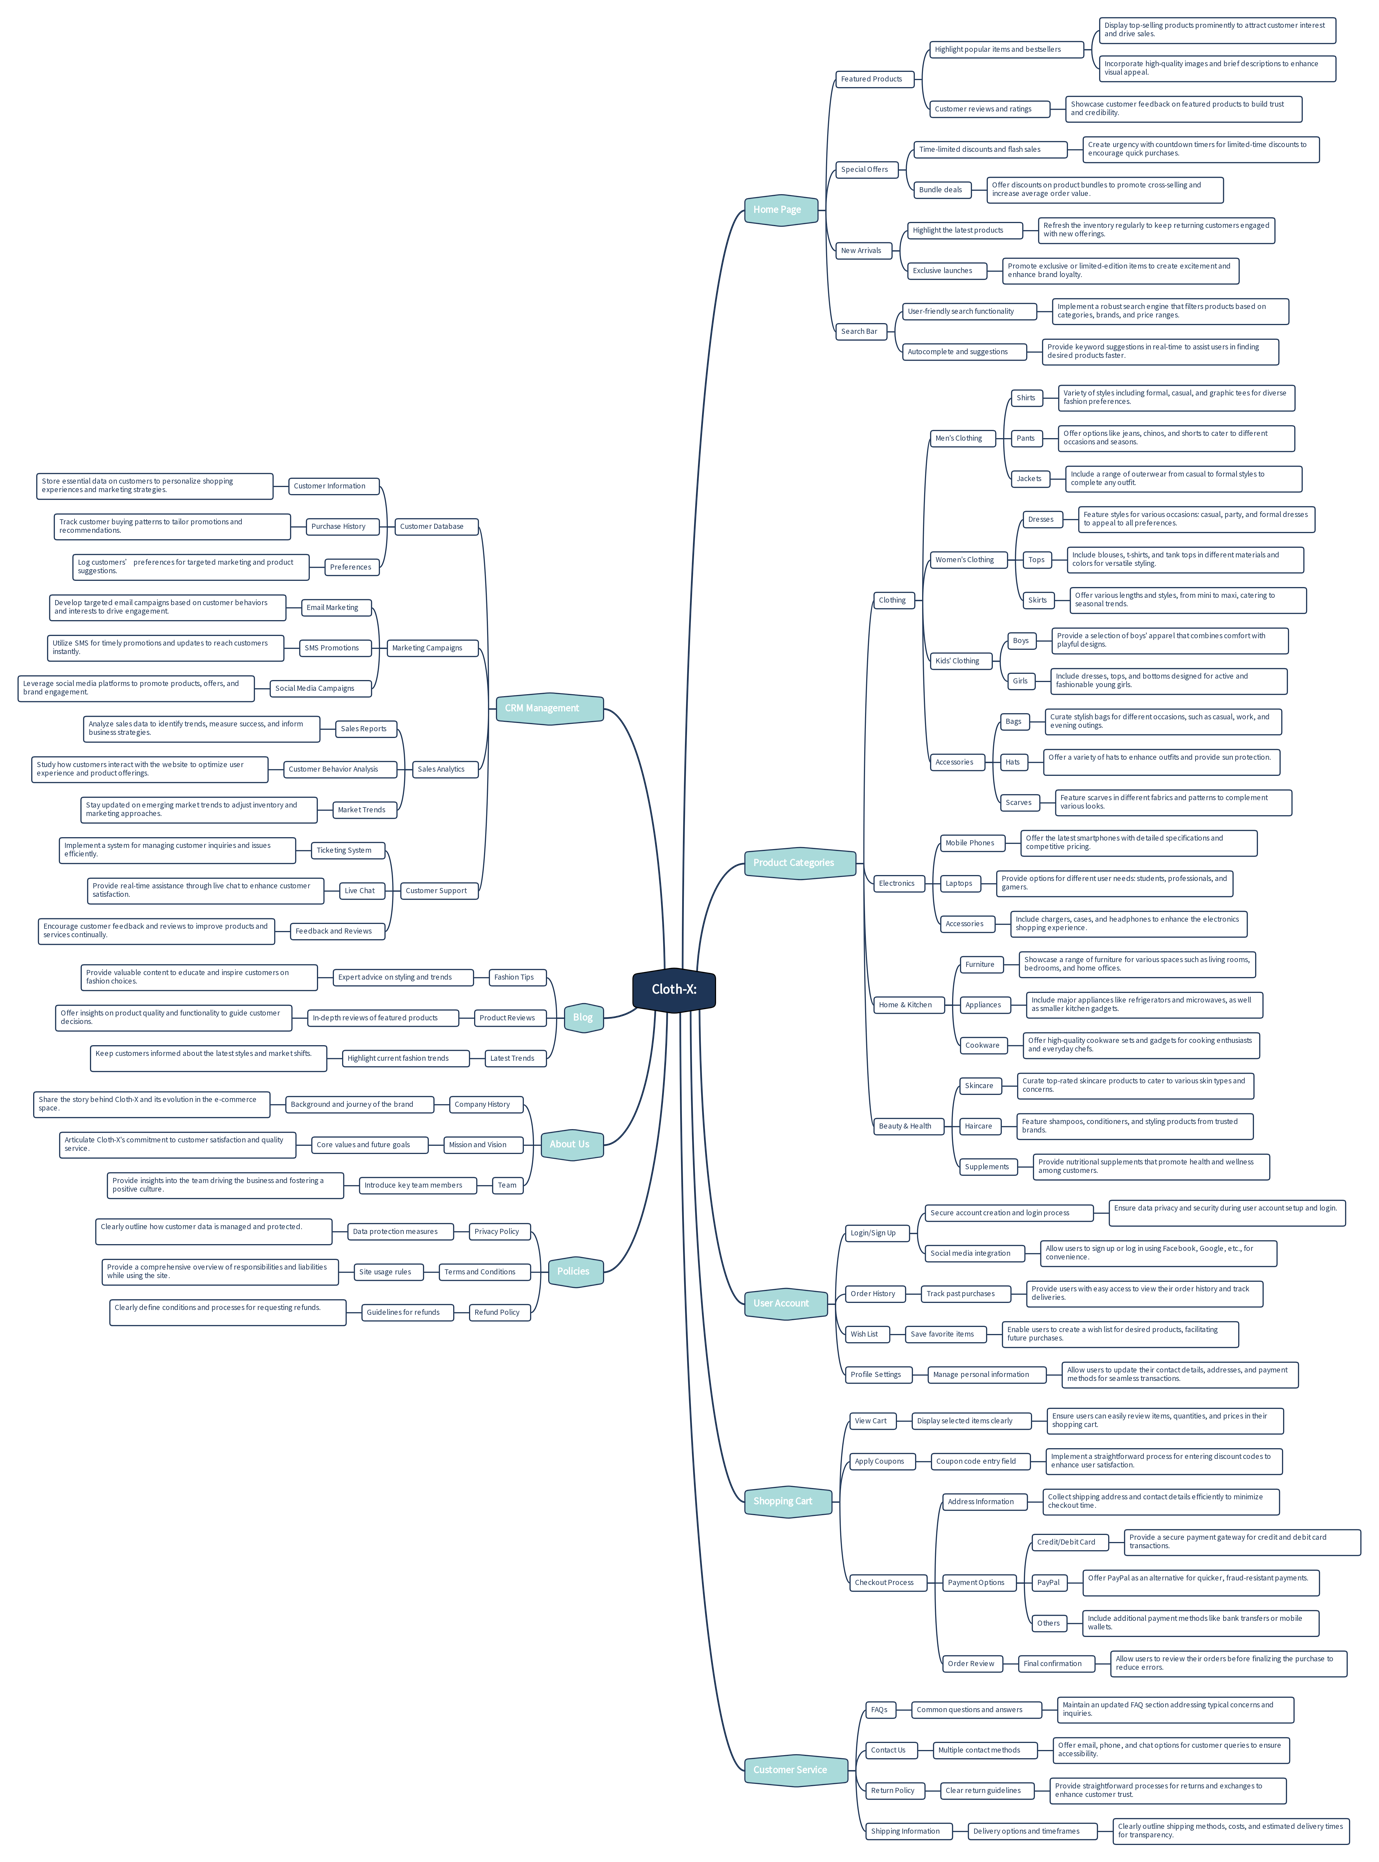 Cloth-X:
Home Page
Featured Products
Highlight popular items and bestsellers
Display top-selling products prominently to attract customer interest
and drive sales.
Incorporate high-quality images and brief descriptions to enhance
visual appeal.
Customer reviews and ratings
Showcase customer feedback on featured products to build trust
and credibility.
Special Offers
Time-limited discounts and flash sales
Create urgency with countdown timers for limited-time discounts to
encourage quick purchases.
Bundle deals
Offer discounts on product bundles to promote cross-selling and
increase average order value.
New Arrivals
Highlight the latest products
Refresh the inventory regularly to keep returning customers engaged
with new offerings.
Exclusive launches
Promote exclusive or limited-edition items to create excitement and
enhance brand loyalty.
Search Bar
User-friendly search functionality
Implement a robust search engine that filters products based on
categories, brands, and price ranges.
Autocomplete and suggestions
Provide keyword suggestions in real-time to assist users in finding
desired products faster.
Product Categories
Clothing
Men's Clothing
Shirts
Variety of styles including formal, casual, and graphic tees for diverse
fashion preferences.
Pants
Offer options like jeans, chinos, and shorts to cater to different
occasions and seasons.
Jackets
Include a range of outerwear from casual to formal styles to
complete any outfit.
Women's Clothing
Dresses
Feature styles for various occasions: casual, party, and formal dresses
to appeal to all preferences.
Tops
Include blouses, t-shirts, and tank tops in different materials and
colors for versatile styling.
Skirts
Offer various lengths and styles, from mini to maxi, catering to
seasonal trends.
Kids' Clothing
Boys
Provide a selection of boys' apparel that combines comfort with
playful designs.
Girls
Include dresses, tops, and bottoms designed for active and
fashionable young girls.
Accessories
Bags
Curate stylish bags for different occasions, such as casual, work, and
evening outings.
Hats
Offer a variety of hats to enhance outfits and provide sun protection.
Scarves
Feature scarves in different fabrics and patterns to complement
various looks.
Electronics
Mobile Phones
Offer the latest smartphones with detailed specifications and
competitive pricing.
Laptops
Provide options for different user needs: students, professionals, and
gamers.
Accessories
Include chargers, cases, and headphones to enhance the electronics
shopping experience.
Home & Kitchen
Furniture
Showcase a range of furniture for various spaces such as living rooms,
bedrooms, and home offices.
Appliances
Include major appliances like refrigerators and microwaves, as well
as smaller kitchen gadgets.
Cookware
Offer high-quality cookware sets and gadgets for cooking enthusiasts
and everyday chefs.
Beauty & Health
Skincare
Curate top-rated skincare products to cater to various skin types and
concerns.
Haircare
Feature shampoos, conditioners, and styling products from trusted
brands.
Supplements
Provide nutritional supplements that promote health and wellness
among customers.
User Account
Login/Sign Up
Secure account creation and login process
Ensure data privacy and security during user account setup and login.
Social media integration
Allow users to sign up or log in using Facebook, Google, etc., for
convenience.
Order History
Track past purchases
Provide users with easy access to view their order history and track
deliveries.
Wish List
Save favorite items
Enable users to create a wish list for desired products, facilitating
future purchases.
Profile Settings
Manage personal information
Allow users to update their contact details, addresses, and payment
methods for seamless transactions.
Shopping Cart
View Cart
Display selected items clearly
Ensure users can easily review items, quantities, and prices in their
shopping cart.
Apply Coupons
Coupon code entry field
Implement a straightforward process for entering discount codes to
enhance user satisfaction.
Checkout Process
Address Information
Collect shipping address and contact details efficiently to minimize
checkout time.
Payment Options
Credit/Debit Card
Provide a secure payment gateway for credit and debit card
transactions.
PayPal
Offer PayPal as an alternative for quicker, fraud-resistant payments.
Others
Include additional payment methods like bank transfers or mobile
wallets.
Order Review
Final confirmation
Allow users to review their orders before finalizing the purchase to
reduce errors.
Customer Service
FAQs
Common questions and answers
Maintain an updated FAQ section addressing typical concerns and
inquiries.
Contact Us
Multiple contact methods
Offer email, phone, and chat options for customer queries to ensure
accessibility.
Return Policy
Clear return guidelines
Provide straightforward processes for returns and exchanges to
enhance customer trust.
Shipping Information
Delivery options and timeframes
Clearly outline shipping methods, costs, and estimated delivery times
for transparency.
CRM Management
Customer Database
Customer Information
Store essential data on customers to personalize shopping
experiences and marketing strategies.
Purchase History
Track customer buying patterns to tailor promotions and
recommendations.
Preferences
Log customers’ preferences for targeted marketing and product
suggestions.
Marketing Campaigns
Email Marketing
Develop targeted email campaigns based on customer behaviors
and interests to drive engagement.
SMS Promotions
Utilize SMS for timely promotions and updates to reach customers
instantly.
Social Media Campaigns
Leverage social media platforms to promote products, offers, and
brand engagement.
Sales Analytics
Sales Reports
Analyze sales data to identify trends, measure success, and inform
business strategies.
Customer Behavior Analysis
Study how customers interact with the website to optimize user
experience and product offerings.
Market Trends
Stay updated on emerging market trends to adjust inventory and
marketing approaches.
Customer Support
Ticketing System
Implement a system for managing customer inquiries and issues
efficiently.
Live Chat
Provide real-time assistance through live chat to enhance customer
satisfaction.
Feedback and Reviews
Encourage customer feedback and reviews to improve products and
services continually.
Blog
Fashion Tips
Expert advice on styling and trends
Provide valuable content to educate and inspire customers on
fashion choices.
Product Reviews
In-depth reviews of featured products
Offer insights on product quality and functionality to guide customer
decisions.
Latest Trends
Highlight current fashion trends
Keep customers informed about the latest styles and market shifts.
About Us
Company History
Background and journey of the brand
Share the story behind Cloth-X and its evolution in the e-commerce
space.
Mission and Vision
Core values and future goals
Articulate Cloth-X's commitment to customer satisfaction and quality
service.
Team
Introduce key team members
Provide insights into the team driving the business and fostering a
positive culture.
Policies
Privacy Policy
Data protection measures
Clearly outline how customer data is managed and protected.
Terms and Conditions
Site usage rules
Provide a comprehensive overview of responsibilities and liabilities
while using the site.
Refund Policy
Guidelines for refunds
Clearly define conditions and processes for requesting refunds.